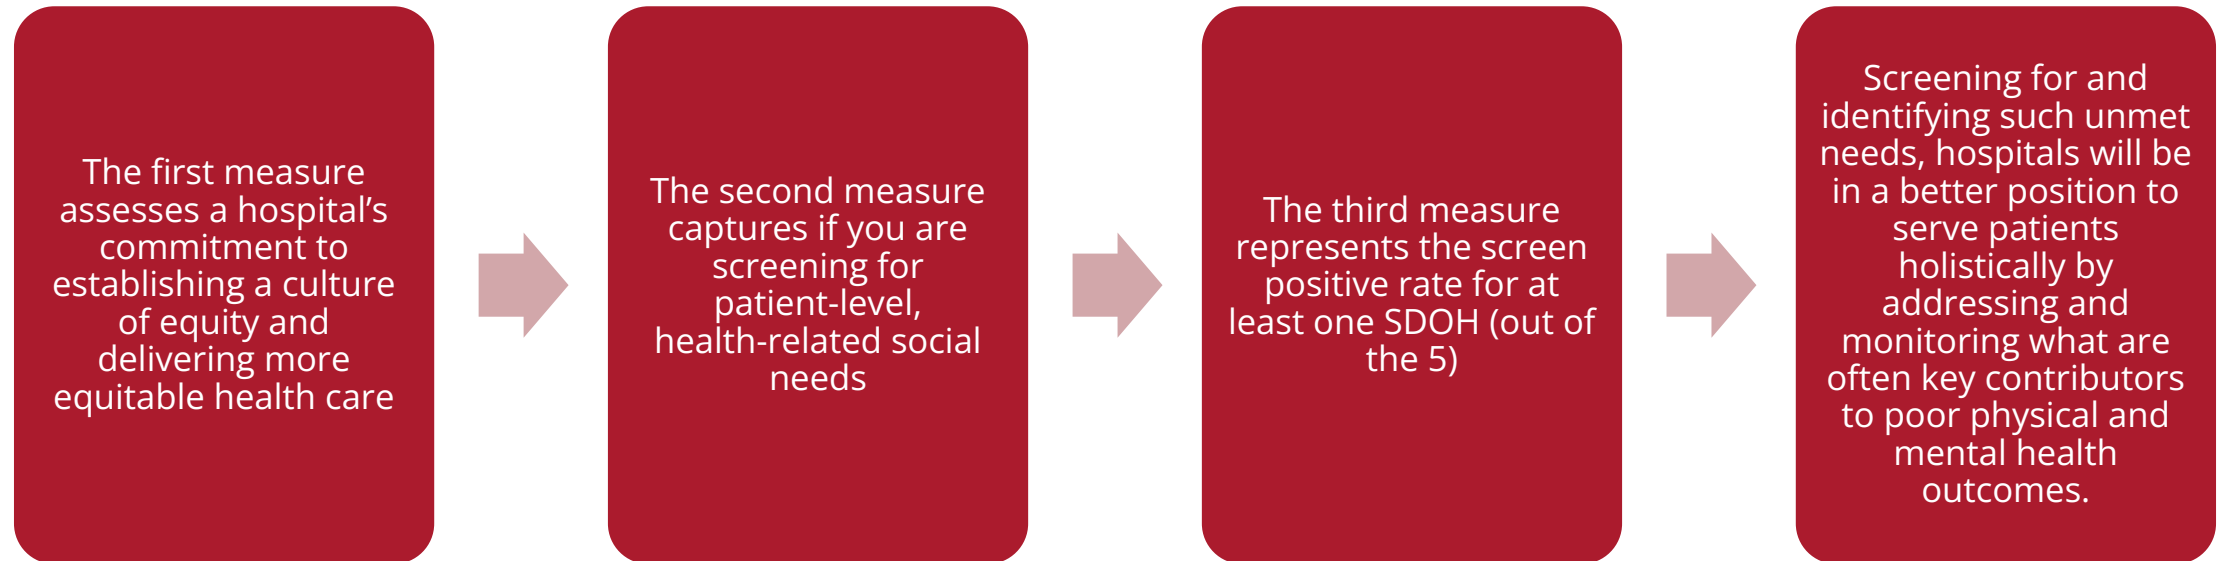 The first measure
assesses a hospital’s
commitment to
establishing a culture
of equity and
delivering more
equitable health care
The second measure
captures if you are
screening for
patient-level,
health-related social
needs
The third measure
represents the screen
positive rate for at
least one SDOH (out of
the 5)
Screening for and
identifying such unmet
needs, hospitals will be
in a better position to
serve patients
holistically by
addressing and
monitoring what are
often key contributors
to poor physical and
mental health
outcomes.